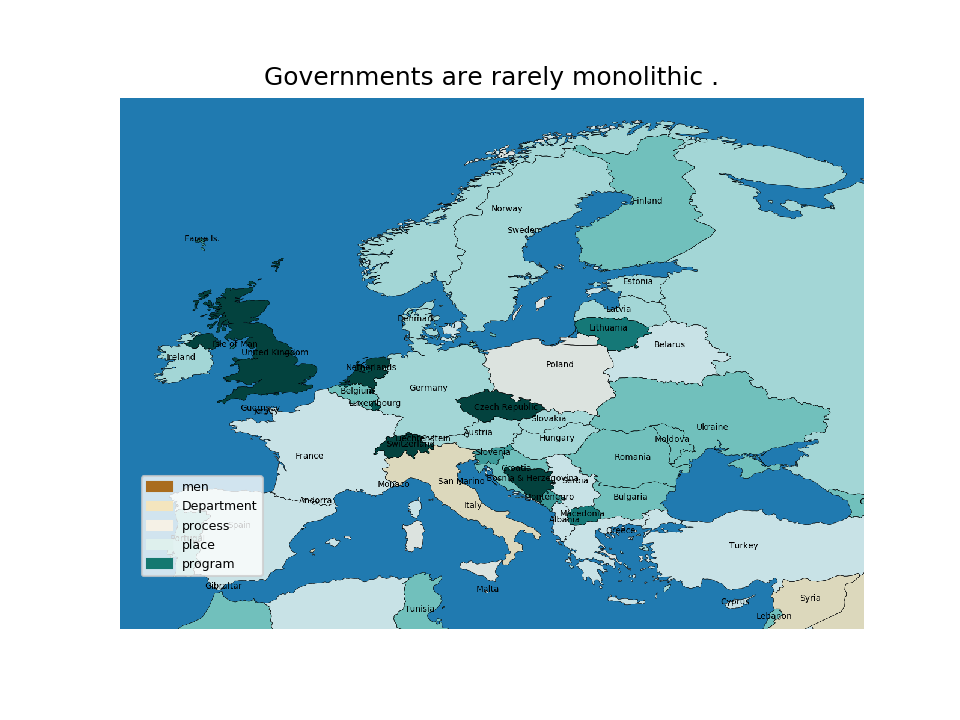 Governments are rarely monolithic .
Norway
Finland
Sweden
Faroe Is.
Estonia
Latvia
Denmark
Lithuania
Isle of Man
Belarus
United Kingdom
Ireland
Poland
Netherlands
Germany
Belgium
Luxembourg
Czech Republic
Guernsey
Slovakia
Ukraine
Austria
Liechtenstein
Hungary
Moldova
Switzerland
Slovenia
France
Romania
Croatia
Bosnia & Herzegovina
Serbia
San Marino
Monaco
men
Montenegro
Bulgaria
Andorra
Department
Italy
Macedonia
Albania
process
Spain
Greece
Portugal
place
Turkey
program
Gibraltar
Malta
Syria
Cyprus
Tunisia
Lebanon